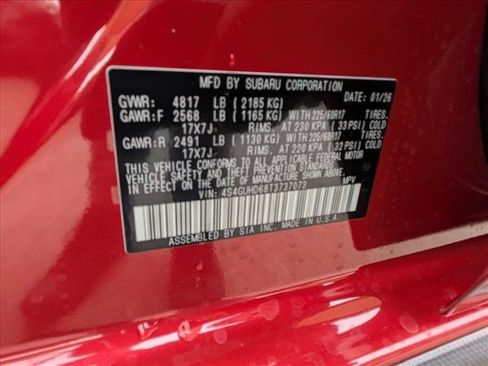 MFD BY SUBARU CORPORATION
GVWR: 4817 LB (2185 KG) DATE: 01/26
GAWR:F 2568 LB (1165 KG) WITH 225/60R17 TIRES.
17X7J RIMS. AT 230 KPA (33 PSI) COLD.
GAWR:R 2491 LB (1130 KG) WITH 225/60R17 TIRES.
17X7J RIMS. AT 220 KPA (32 PSI) COLD.
THIS VEHICLE CONFORMS TO ALL APPLICABLE FEDERAL MOTOR
VEHICLE SAFETY STANDARDS IN EFFECT ON THE DATE OF
MANUFACTURE SHOWN ABOVE.
VIN: 4S4GUHD68T3737073 MPV
ASSEMBLED BY SIA INC. MADE IN U.S.A.